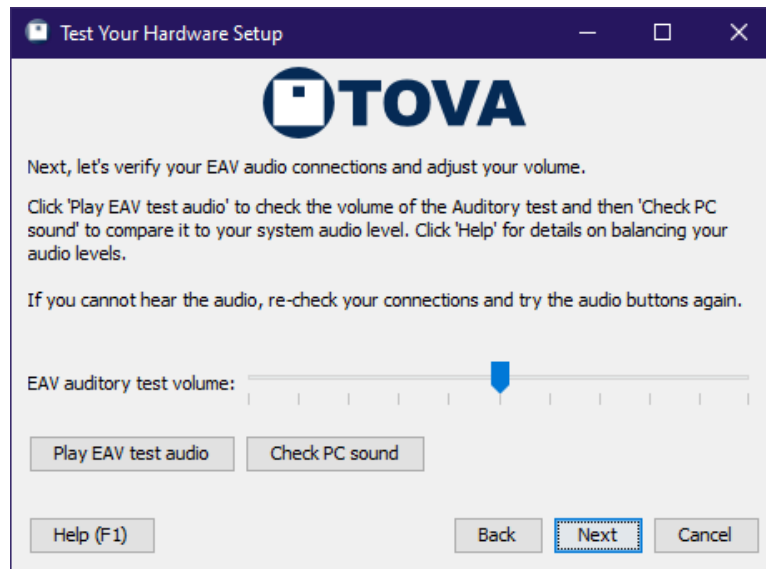 Test Your Hardware Setup
TOVA
Next, let's verify your EAV audio connections and adjust your volume.
Click 'Play EAV test audio' to check the volume of the Auditory test and then 'Check PC
sound' to compare it to your system audio level. Click 'Help' for details on balancing your
audio levels.
If you cannot hear the audio, re-check your connections and try the audio buttons again.
EAV auditory test volume:
Play EAV test audio Check PC sound
Help (F1) Back Next Cancel